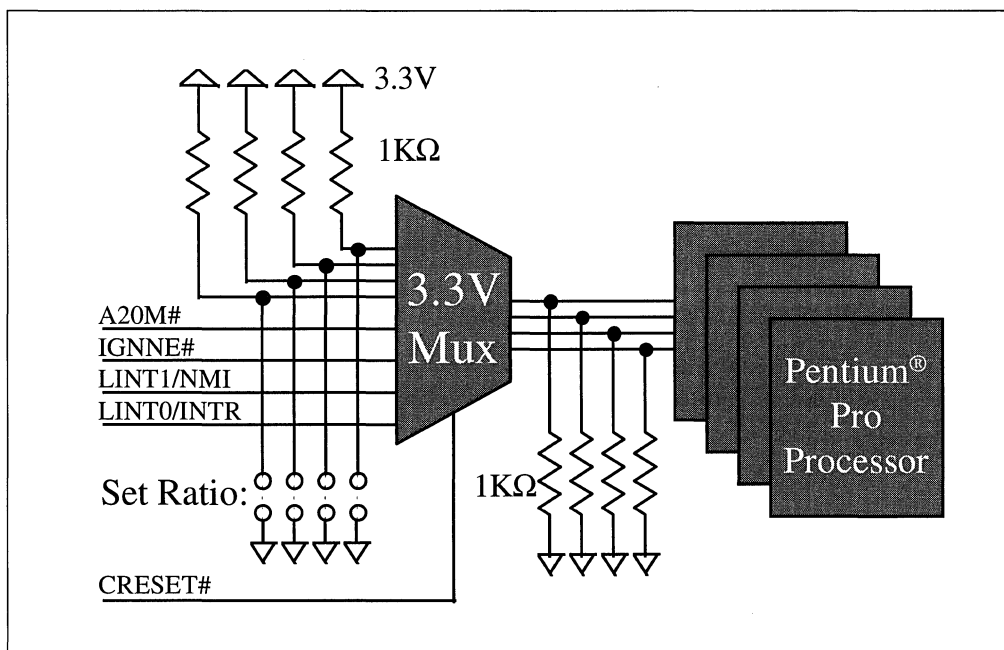 3.3V
1KΩ
3.3V
Mux
A20M#
IGNNE#
LINT1/NMI
LINT0/INTR
Set Ratio:
1KΩ
CRESET#
Pentium®
Pro
Processor